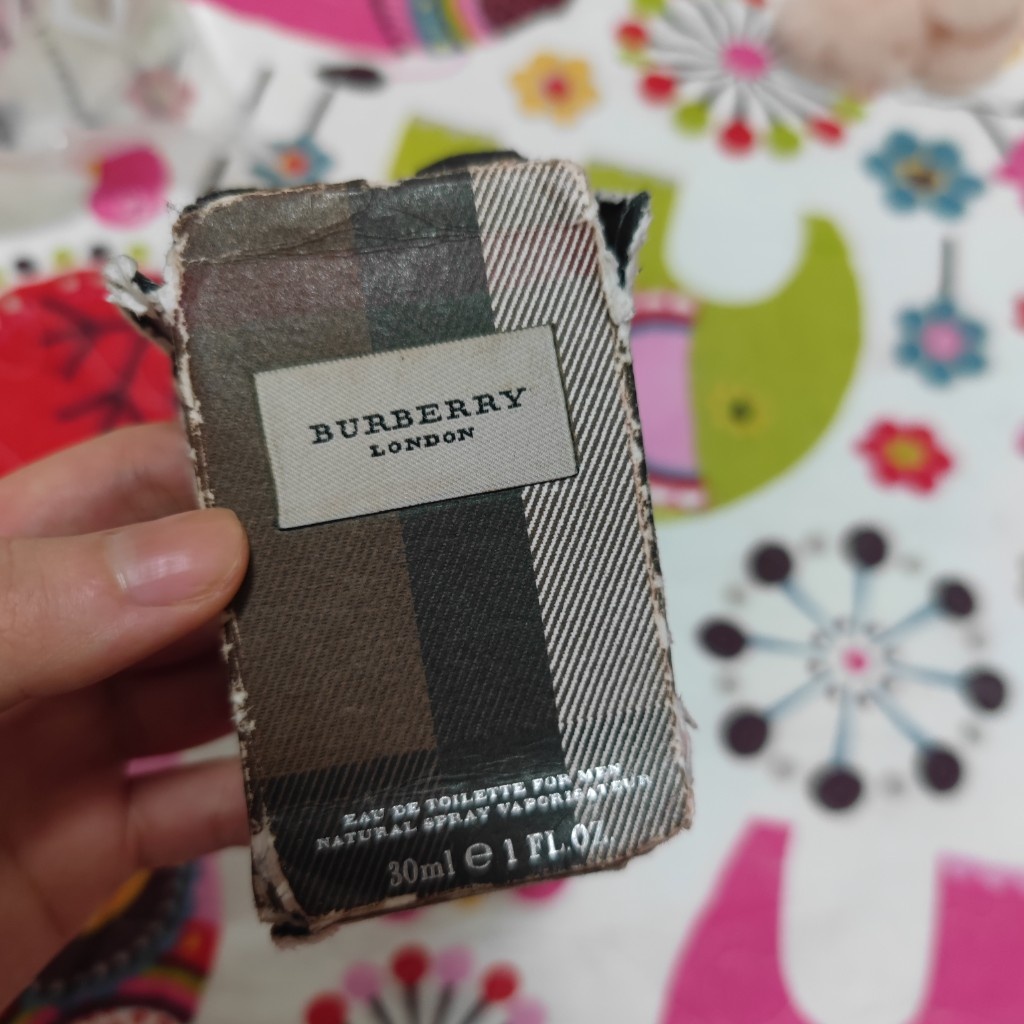 BURBERRY
LONDON
EAU DE TOILETTE FOR MEN
NATURAL SPRAY VAPORISATEUR
30ml e 1 FL.OZ.